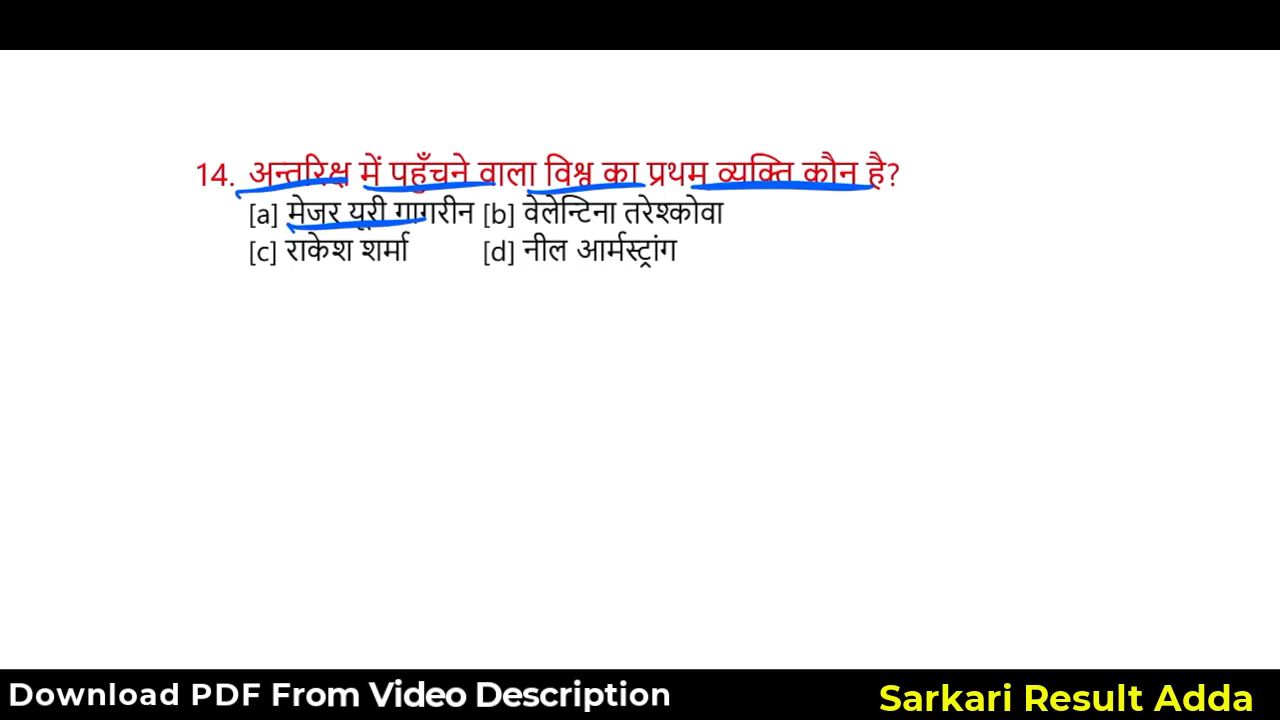 14. अन्तरिक्ष में पहुँचने वाला विश्व का प्रथम व्यक्ति कौन है?
[a] मेजर यूरी गागरीन [b] वेलेन्टिना तरेश्कोवा
[c] राकेश शर्मा [d] नील आर्मस्ट्रांग
Download PDF From Video Description
Sarkari Result Adda